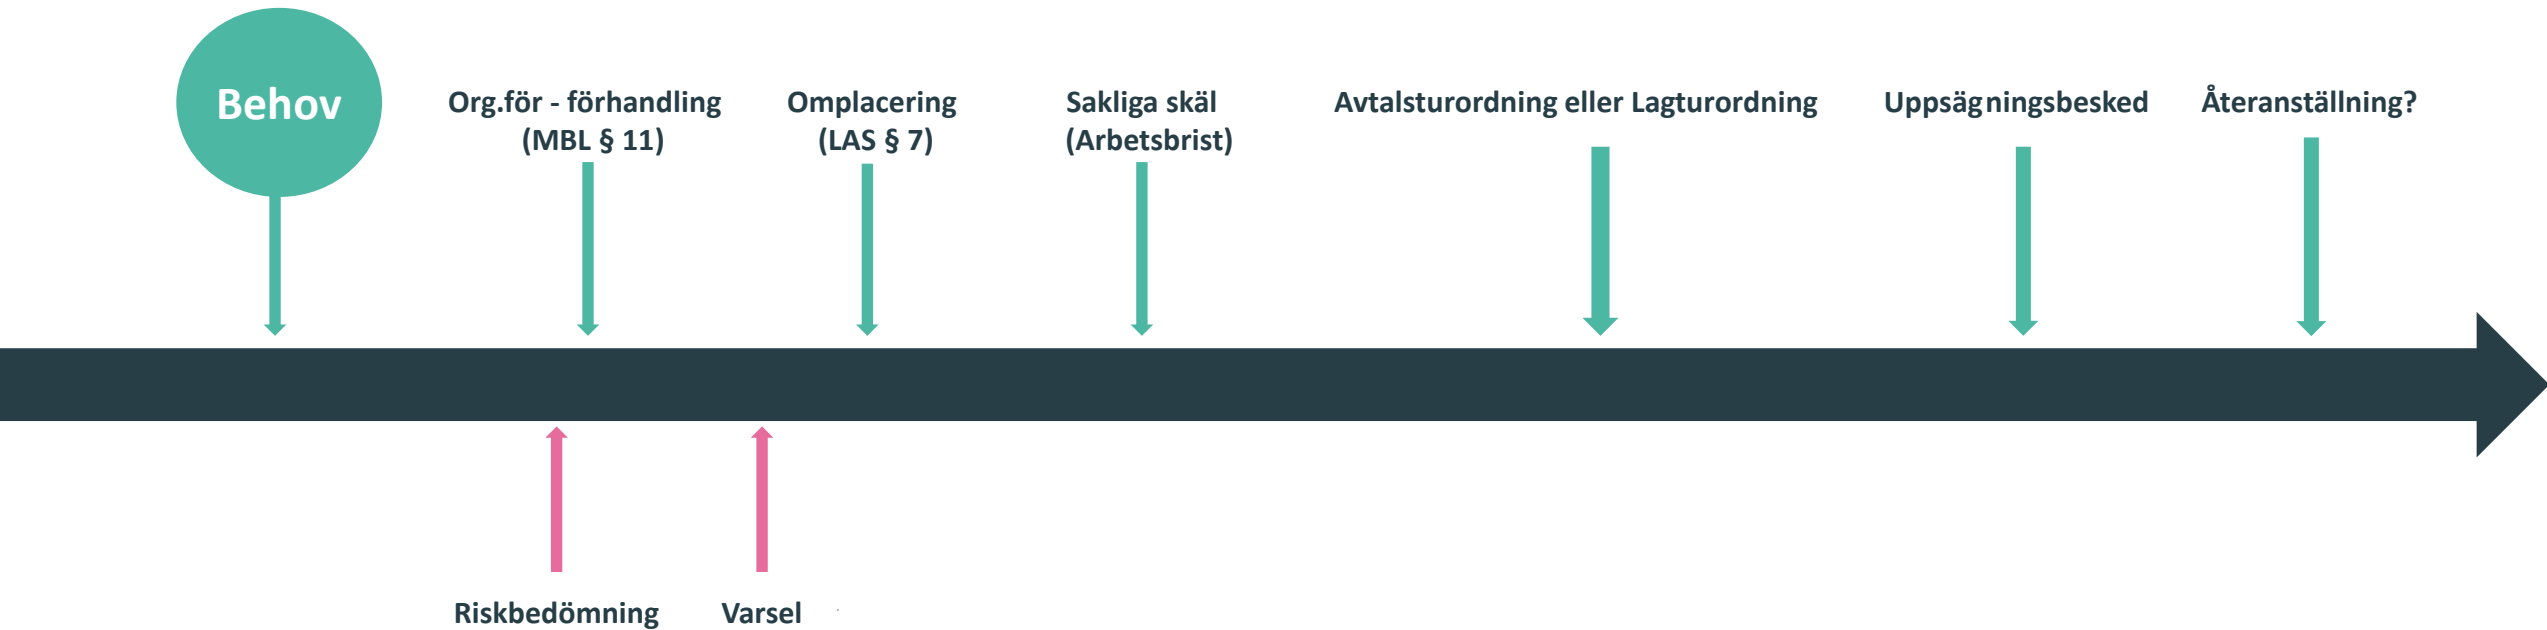 Behov
Org.för - förhandling
(MBL § 11)
Omplacering
(LAS § 7)
Sakliga skäl
(Arbetsbrist)
Avtalsturordning eller Lagturordning
Uppsägningsbesked
Återanställning?
Riskbedömning
Varsel